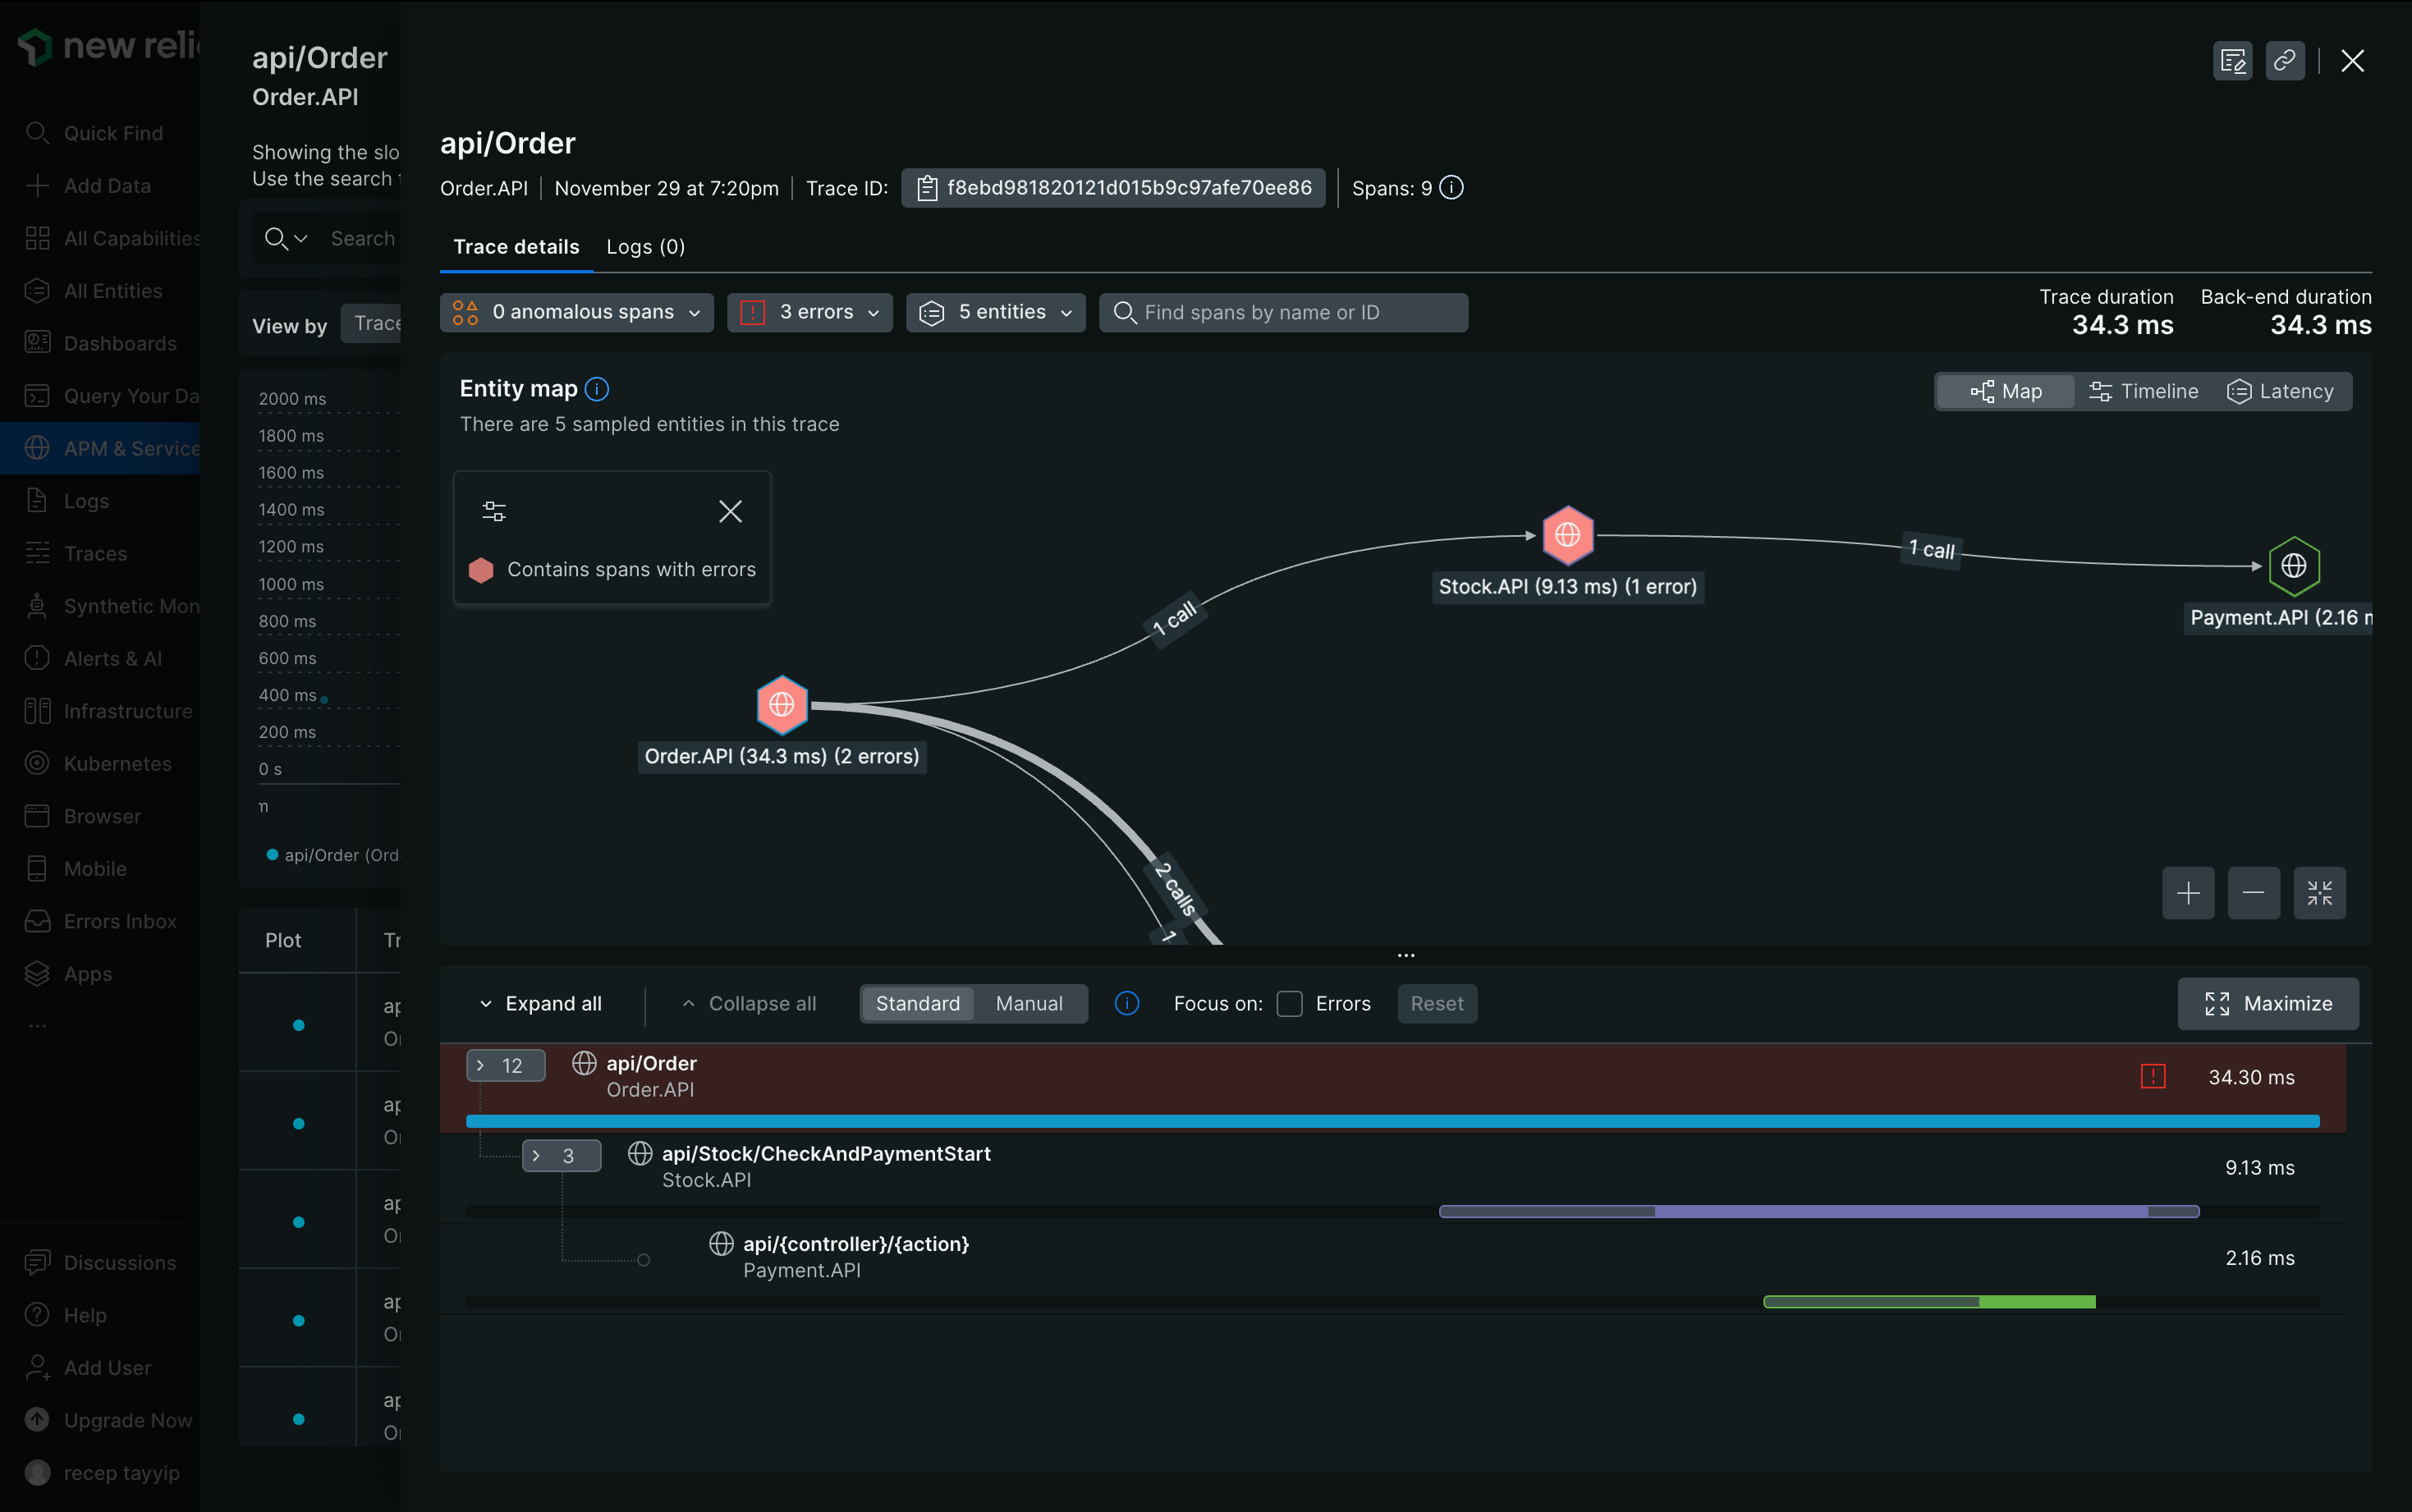 new reli
Quick Find
Add Data
All Capabilities
All Entities
Dashboards
Query Your Da
APM & Service
Logs
Traces
Synthetic Mon
Alerts & AI
Infrastructure
Kubernetes
Browser
Mobile
Errors Inbox
Apps
...
Discussions
Help
Add User
Upgrade Now
recep tayyip
api/Order
Order.API
Showing the slo
Use the search
Search
View by Trace
2000 ms
1800 ms
1600 ms
1400 ms
1200 ms
1000 ms
800 ms
600 ms
400 ms
200 ms
0 s
api/Order (Ord
Plot Tr
ap
Or
ap
Or
ap
Or
ap
Or
ap
Or
api/Order
Order.API November 29 at 7:20pm Trace ID: f8ebd981820121d015b9c97afe70ee86 Spans: 9
Trace details Logs (0)
0 anomalous spans 3 errors 5 entities Find spans by name or ID
Trace duration Back-end duration
34.3 ms 34.3 ms
Entity map
Map Timeline Latency
There are 5 sampled entities in this trace
Contains spans with errors
1 call
Stock.API (9.13 ms) (1 error)
1 call
Payment.API (2.16 m
Order.API (34.3 ms) (2 errors)
2 calls
1
...
Expand all Collapse all Standard Manual Focus on: Errors Reset Maximize
12 api/Order
Order.API
34.30 ms
3 api/Stock/CheckAndPaymentStart
Stock.API
9.13 ms
api/{controller}/{action}
Payment.API
2.16 ms